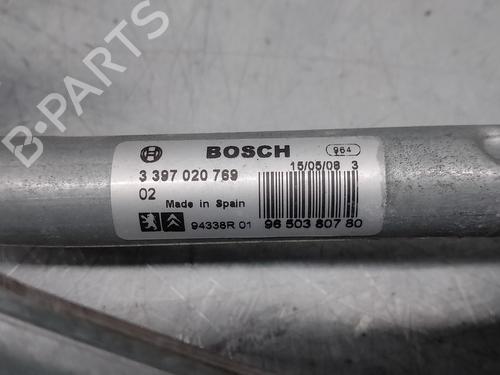 BOSCH 964
3 397 020 769 15/05/08 3
02
Made in Spain
94338R 01 96 503 807 80
B-PARTS